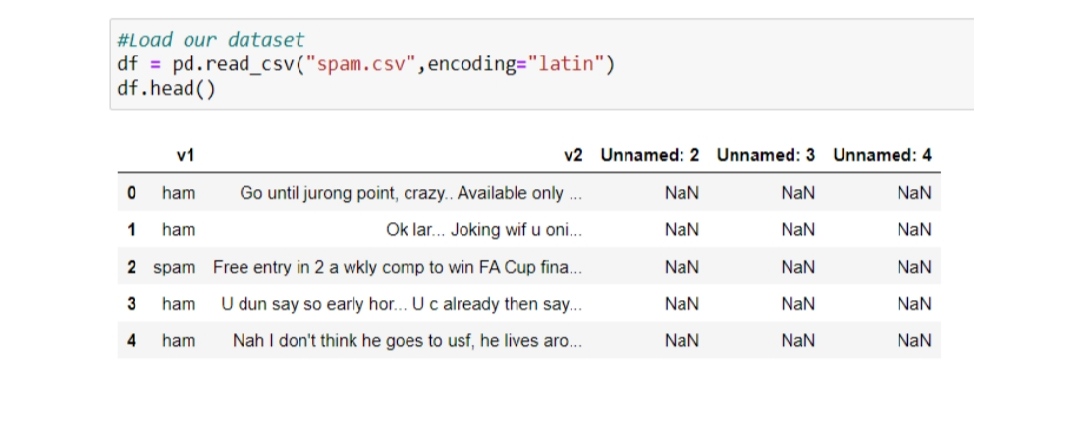 #Load our dataset
df = pd.read_csv("spam.csv",encoding="latin")
df.head()
v1 v2 Unnamed: 2 Unnamed: 3 Unnamed: 4
0 ham Go until jurong point, crazy.. Available only ... NaN NaN NaN
1 ham Ok lar... Joking wif u oni... NaN NaN NaN
2 spam Free entry in 2 a wkly comp to win FA Cup fina... NaN NaN NaN
3 ham U dun say so early hor... U c already then say... NaN NaN NaN
4 ham Nah I don't think he goes to usf, he lives aro... NaN NaN NaN